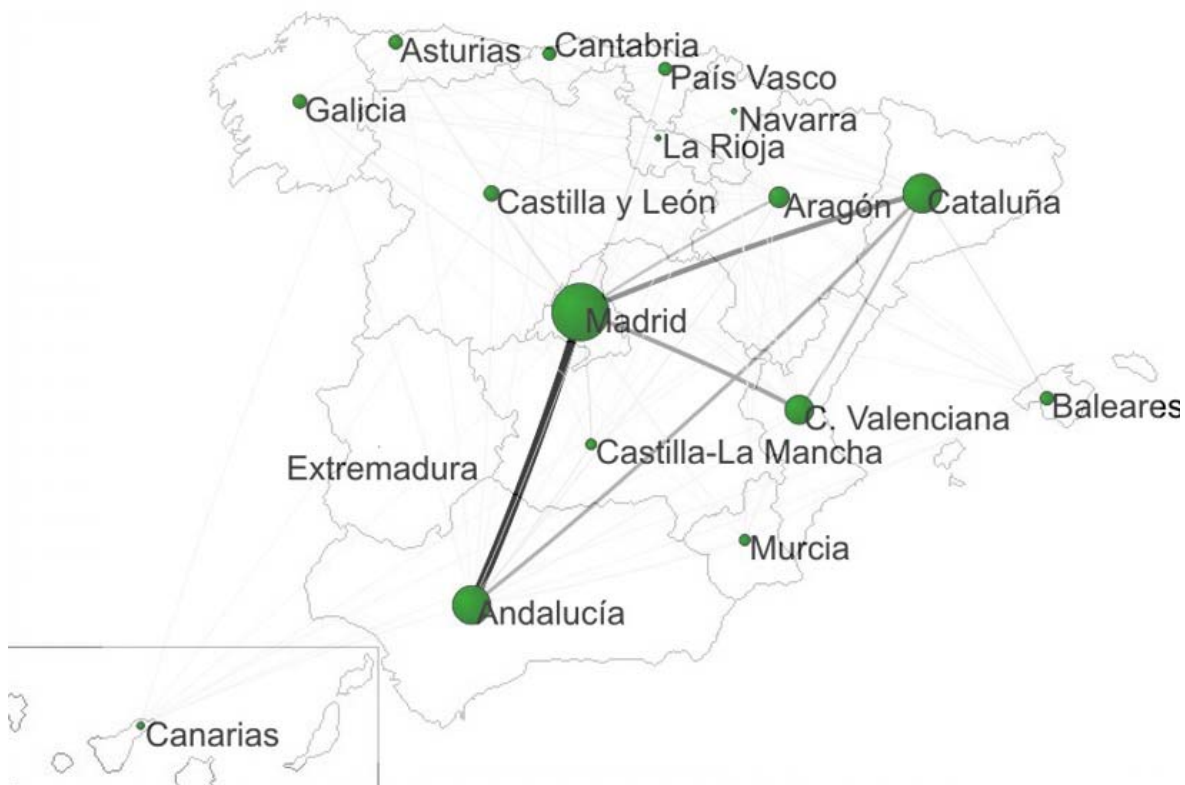 Asturias
Cantabria
País Vasco
Galicia
Navarra
La Rioja
Castilla y León
Aragón
Cataluña
Madrid
C. Valenciana
Baleares
Castilla-La Mancha
Extremadura
Murcia
Andalucía
Canarias